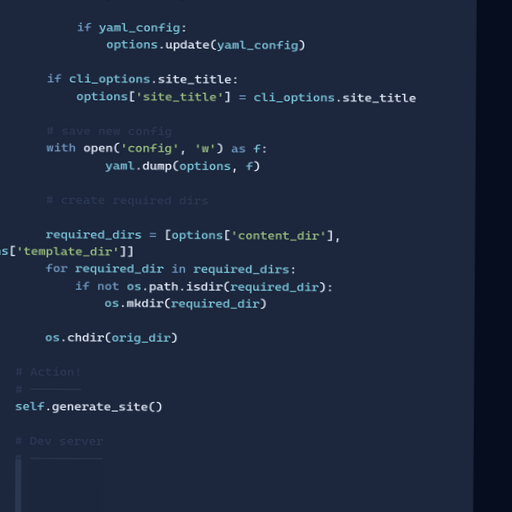 if yaml_config:
options.update(yaml_config)
if cli_options.site_title:
options['site_title'] = cli_options.site_title
# save new config
with open('config', 'w') as f:
yaml.dump(options, f)
# create required dirs
required_dirs = [options['content_dir'],
s['template_dir']]
for required_dir in required_dirs:
if not os.path.isdir(required_dir):
os.mkdir(required_dir)
os.chdir(orig_dir)
# Action!
# ———————
self.generate_site()
# Dev server
# ——————————